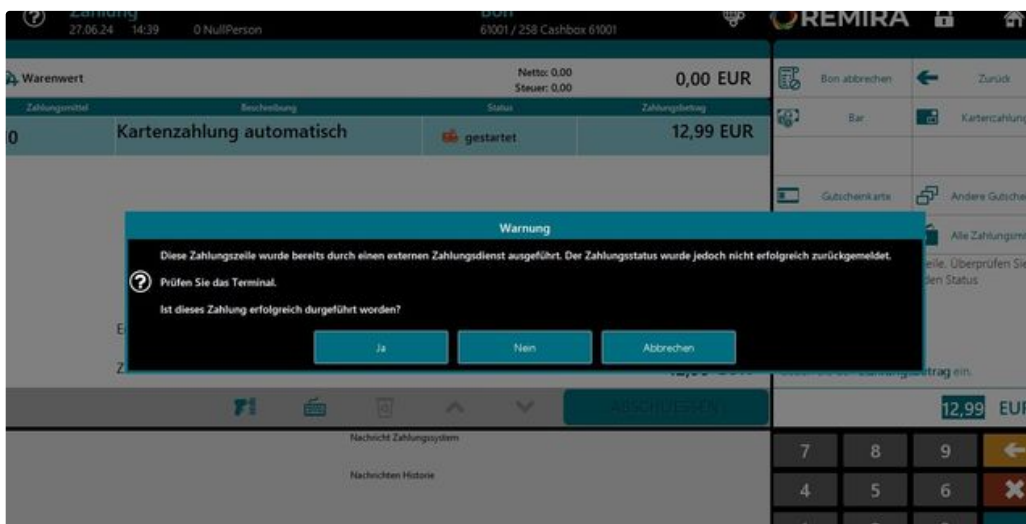 Zahlung
27.06.24 14:39 0 NullPerson
Bon
61001 / 258 Cashbox 61001
REMIRA
Warenwert
Netto: 0,00
Steuer: 0,00
0,00 EUR
Zahlungsmittel Beschreibung Status Zahlungsbetrag
0 Kartenzahlung automatisch gestartet 12,99 EUR
Bon abbrechen Zurück
Bar Kartenzahlung
Gutscheinkarte Andere Gutsche
Alle Zahlungsmi
Warnung
Diese Zahlungszeile wurde bereits durch einen externen Zahlungsdienst ausgeführt. Der Zahlungsstatus wurde jedoch nicht erfolgreich zurückgemeldet.
Prüfen Sie das Terminal.
Ist dieses Zahlung erfolgreich durgeführt worden?
Ja Nein Abbrechen
eile. Überprüfen Sie
den Status
E
Z
betrag ein.
ABSCHLIESSEN
12,99 EUR
Nachricht Zahlungssystem
Nachrichten Historie
7 8 9
4 5 6